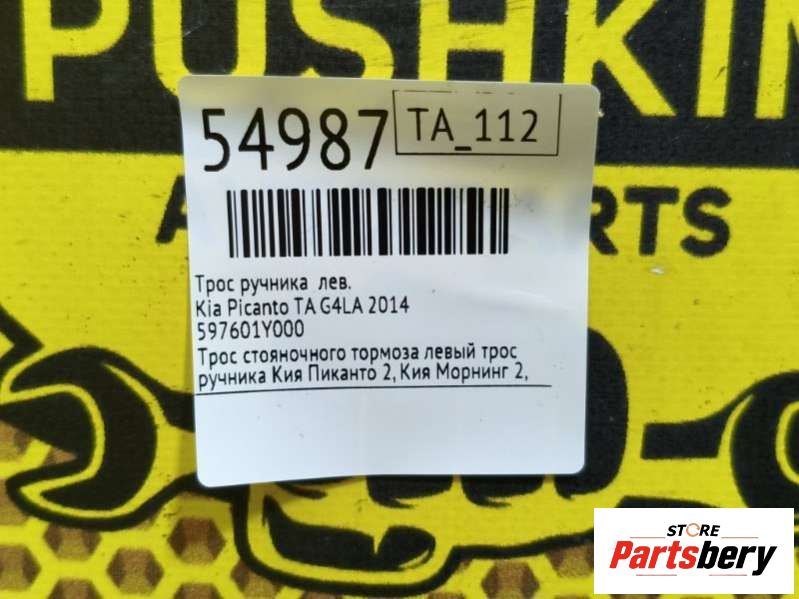 PUSHKIN
54987
TA_112
RTS
Трос ручника лев.
Kia Picanto TA G4LA 2014
597601Y000
Трос стояночного тормоза левый трос
ручника Кия Пиканто 2, Кия Морнинг 2,
STORE
Partsbery